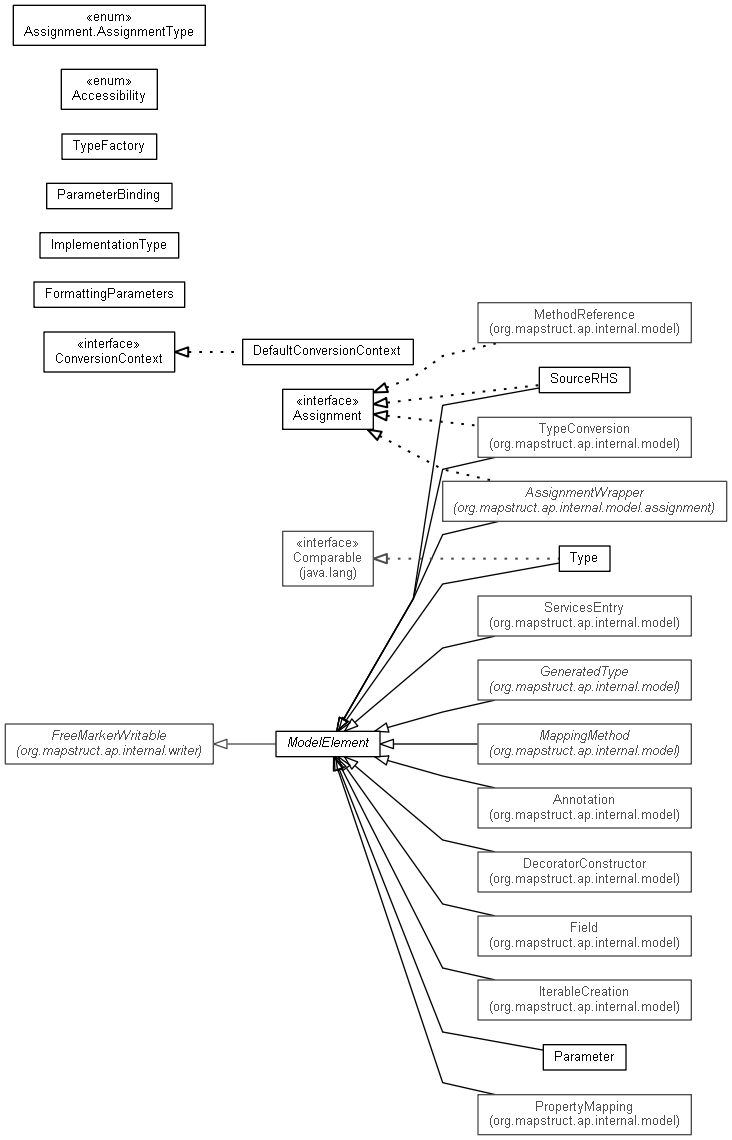 «enum»
Assignment.AssignmentType
«enum»
Accessibility
TypeFactory
ParameterBinding
ImplementationType
FormattingParameters
«interface»
ConversionContext
DefaultConversionContext
MethodReference
(org.mapstruct.ap.internal.model)
SourceRHS
«interface»
Assignment
TypeConversion
(org.mapstruct.ap.internal.model)
AssignmentWrapper
(org.mapstruct.ap.internal.model.assignment)
«interface»
Comparable
(java.lang)
Type
ServicesEntry
(org.mapstruct.ap.internal.model)
GeneratedType
(org.mapstruct.ap.internal.model)
FreeMarkerWritable
(org.mapstruct.ap.internal.writer)
ModelElement
MappingMethod
(org.mapstruct.ap.internal.model)
Annotation
(org.mapstruct.ap.internal.model)
DecoratorConstructor
(org.mapstruct.ap.internal.model)
Field
(org.mapstruct.ap.internal.model)
IterableCreation
(org.mapstruct.ap.internal.model)
Parameter
PropertyMapping
(org.mapstruct.ap.internal.model)